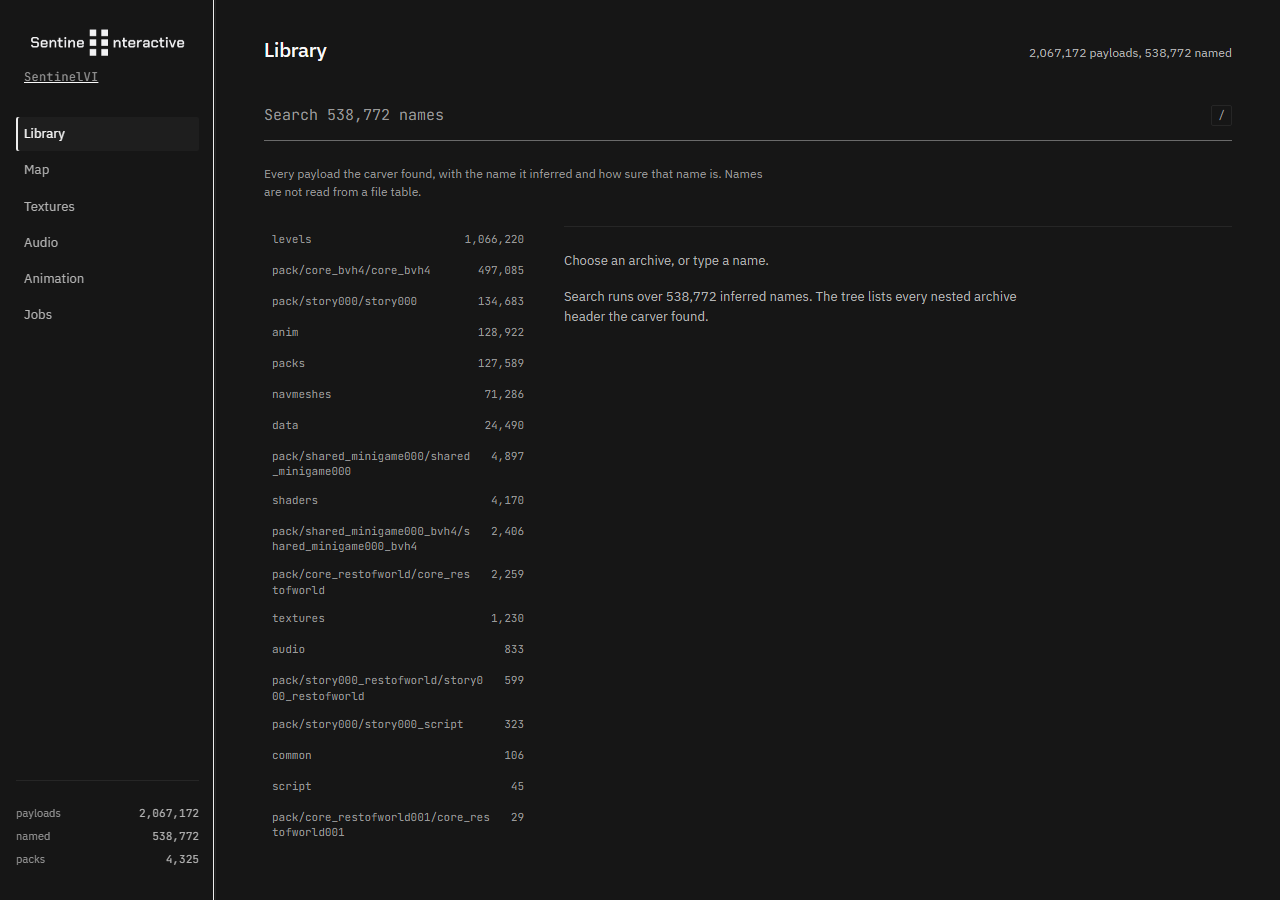 Sentine nteractive
SentinelVI
Library
Map
Textures
Audio
Animation
Jobs
payloads 2,067,172
named 538,772
packs 4,325
Library
2,067,172 payloads, 538,772 named
Search 538,772 names /
Every payload the carver found, with the name it inferred and how sure that name is. Names
are not read from a file table.
levels 1,066,220
pack/core_bvh4/core_bvh4 497,085
pack/story000/story000 134,683
anim 128,922
packs 127,589
navmeshes 71,286
data 24,490
pack/shared_minigame000/shared 4,897
_minigame000
shaders 4,170
pack/shared_minigame000_bvh4/s 2,406
hared_minigame000_bvh4
pack/core_restofworld/core_res 2,259
tofworld
textures 1,230
audio 833
pack/story000_restofworld/story0 599
00_restofworld
pack/story000/story000_script 323
common 106
script 45
pack/core_restofworld001/core_res 29
tofworld001
Choose an archive, or type a name.
Search runs over 538,772 inferred names. The tree lists every nested archive
header the carver found.